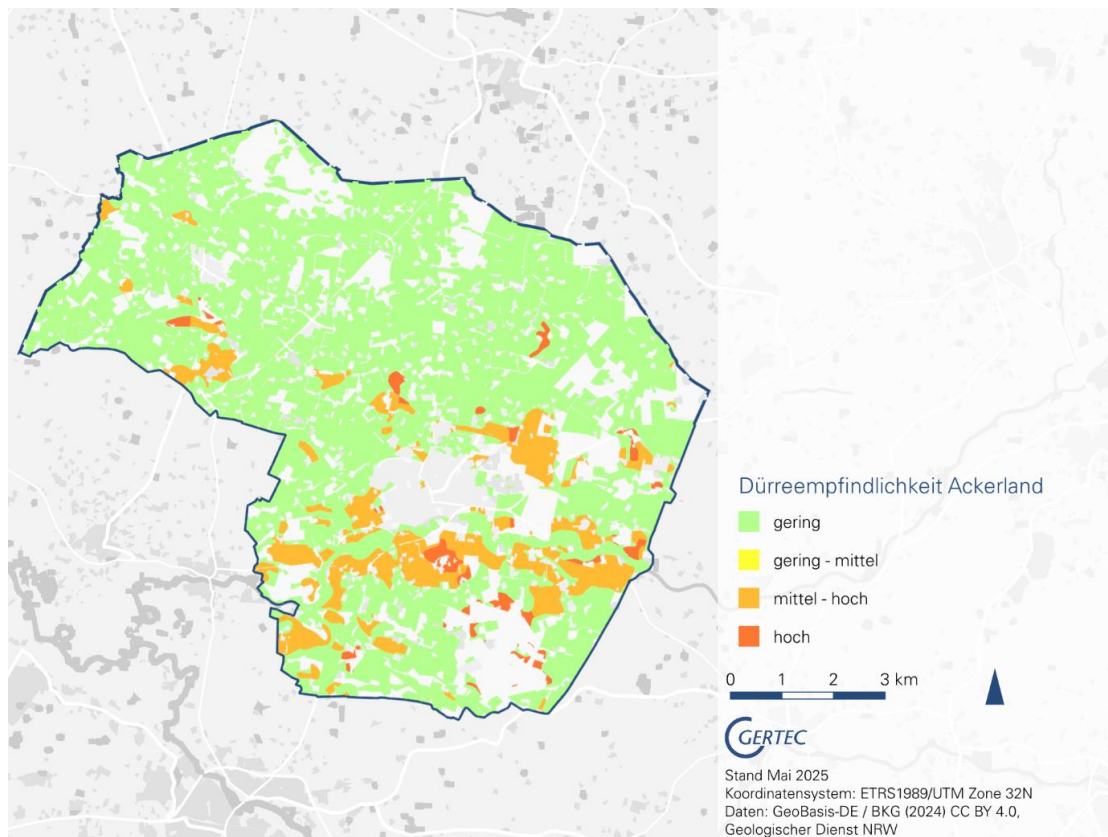 Dürreempfindlichkeit Ackerland
gering
gering - mittel
mittel - hoch
hoch
0 1 2 3 km
GERTEC
Stand Mai 2025
Koordinatensystem: ETRS1989/UTM Zone 32N
Daten: GeoBasis-DE / BKG (2024) CC BY 4.0,
Geologischer Dienst NRW